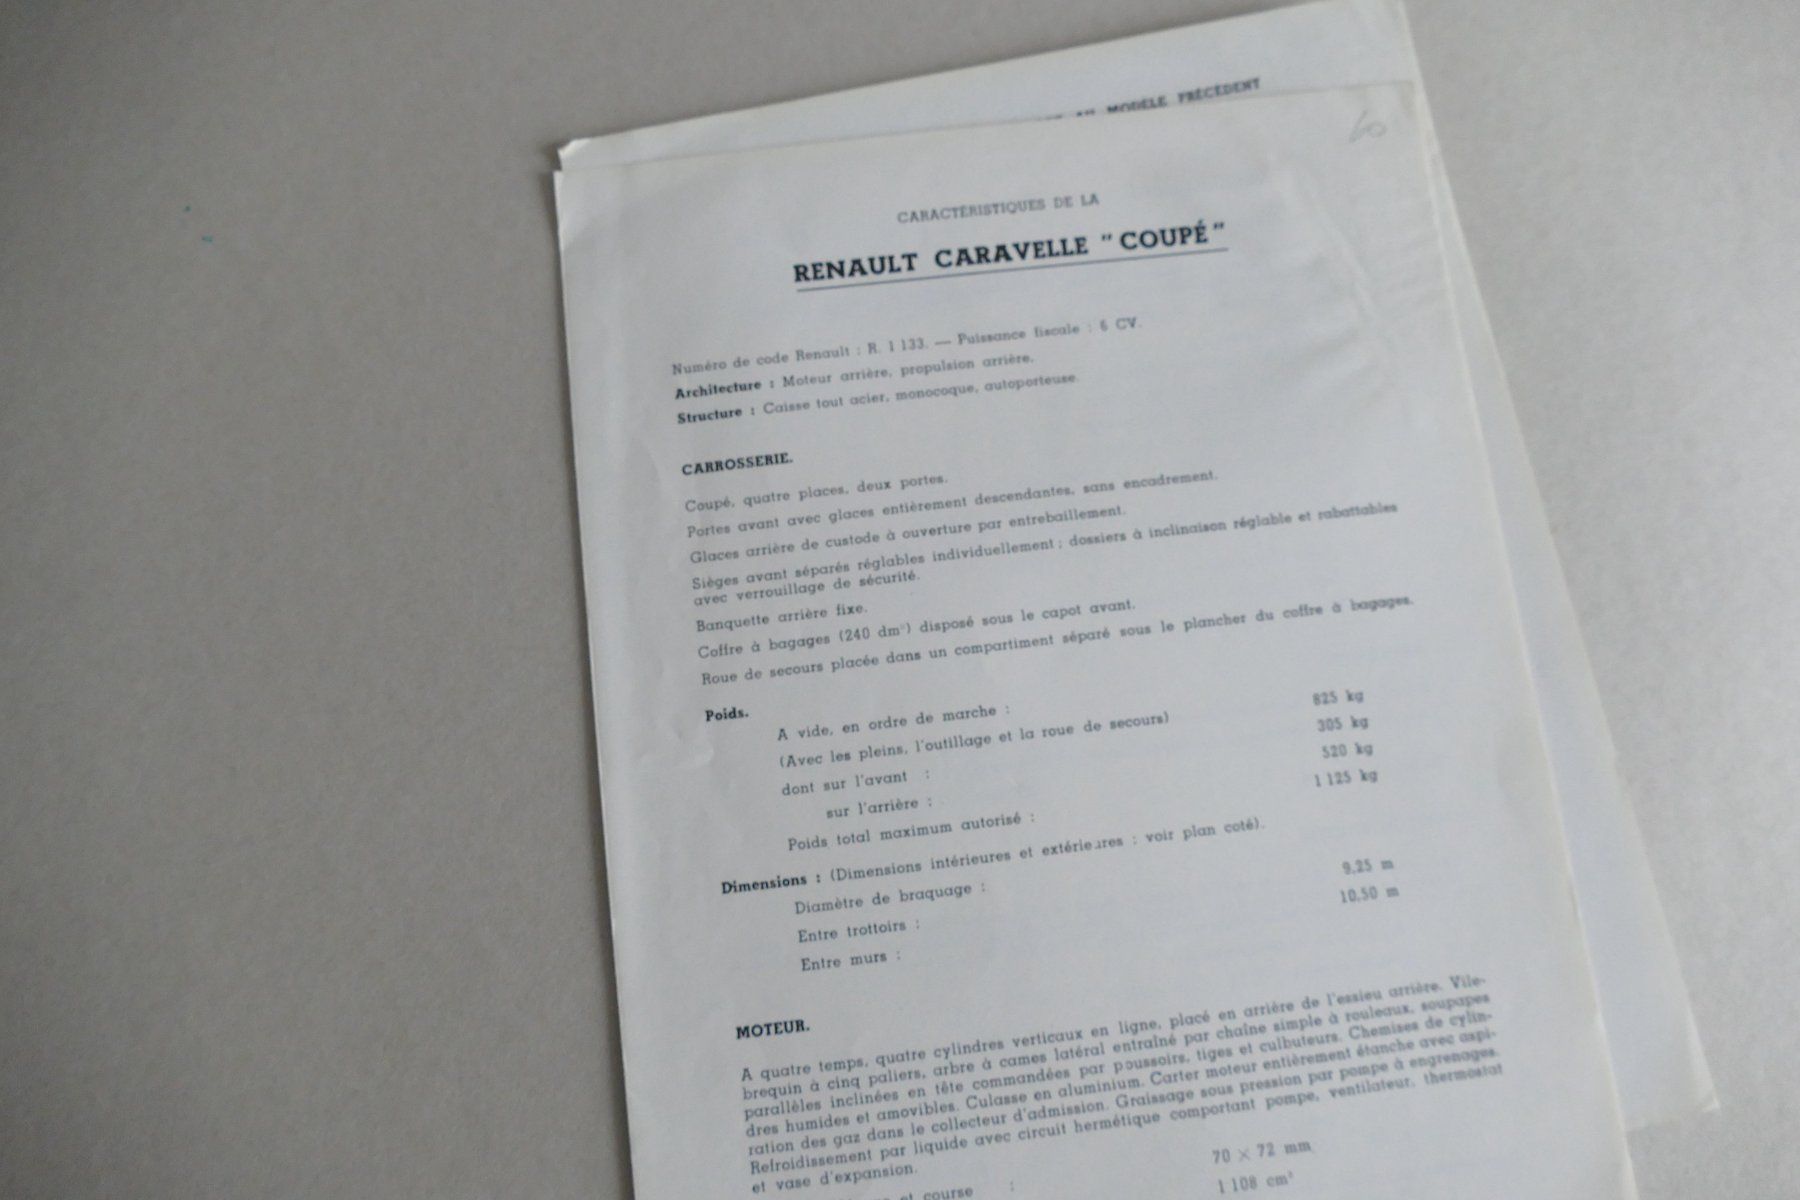 MODÈLE PRÉCÉDENT
60
CARACTÉRISTIQUES DE LA
RENAULT CARAVELLE "COUPÉ"
Numéro de code Renault : R. 1 133. — Puissance fiscale : 6 CV.
Architecture : Moteur arrière, propulsion arrière.
Structure : Caisse tout acier, monocoque, autoporteuse.
CARROSSERIE.
Coupé, quatre places, deux portes.
Portes avant avec glaces entièrement descendantes, sans encadrement.
Glaces arrière de custode à ouverture par entrebaillement.
Sièges avant séparés réglables individuellement ; dossiers à inclinaison réglable et rabattables
avec verrouillage de sécurité.
Banquette arrière fixe.
Coffre à bagages (240 dm³) disposé sous le capot avant.
Roue de secours placée dans un compartiment séparé sous le plancher du coffre à bagages.
Poids.
A vide, en ordre de marche : 825 kg
(Avec les pleins, l'outillage et la roue de secours)
dont sur l'avant : 305 kg
sur l'arrière : 520 kg
Poids total maximum autorisé : 1 125 kg
Dimensions : (Dimensions intérieures et extérieures : voir plan coté).
Diamètre de braquage :
Entre trottoirs : 9,25 m
Entre murs : 10,50 m
MOTEUR.
A quatre temps, quatre cylindres verticaux en ligne, placé en arrière de l'essieu arrière. Vile-
brequin à cinq paliers, arbre à cames latéral entraîné par chaîne simple à rouleaux, soupapes
parallèles inclinées en tête commandées par poussoirs, tiges et culbuteurs. Chemises de cylin-
dres humides et amovibles. Culasse en aluminium. Carter moteur entièrement étanche avec aspi-
ration des gaz dans le collecteur d'admission. Graissage sous pression par pompe à engrenages.
Refroidissement par liquide avec circuit hermétique comportant pompe, ventilateur, thermostat
et vase d'expansion.
et course : 70 × 72 mm
1 108 cm³